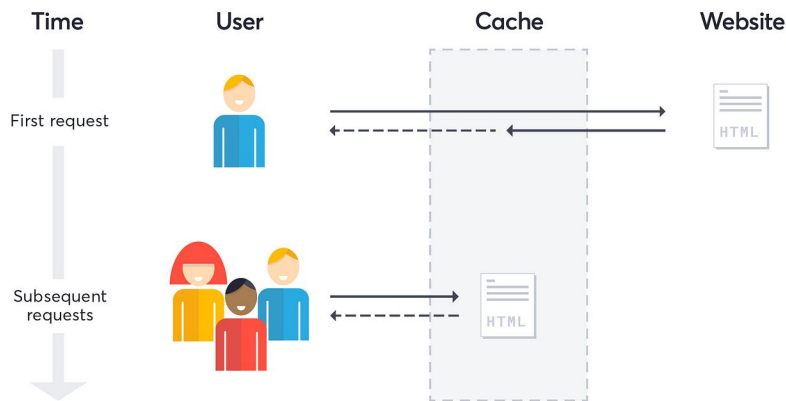 Time
User
Cache
Website
First request
HTML
Subsequent
requests
HTML